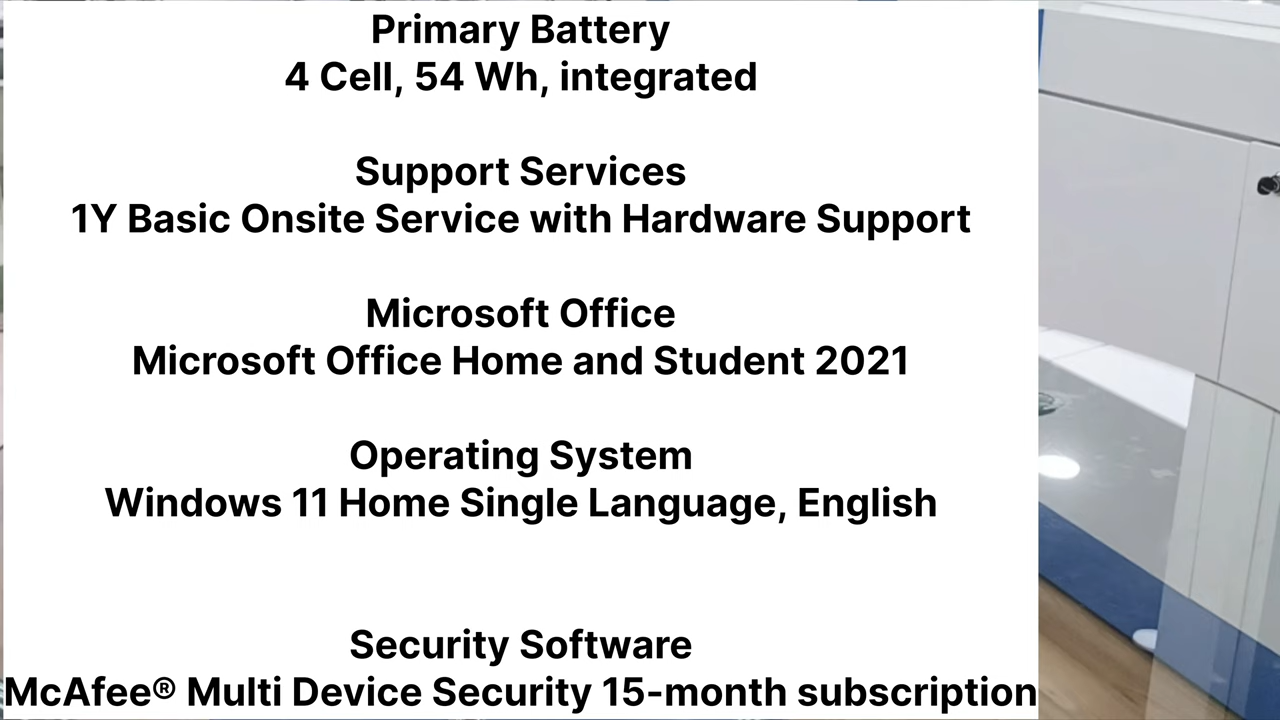 Primary Battery
4 Cell, 54 Wh, integrated
Support Services
1Y Basic Onsite Service with Hardware Support
Microsoft Office
Microsoft Office Home and Student 2021
Operating System
Windows 11 Home Single Language, English
Security Software
McAfee® Multi Device Security 15-month subscription